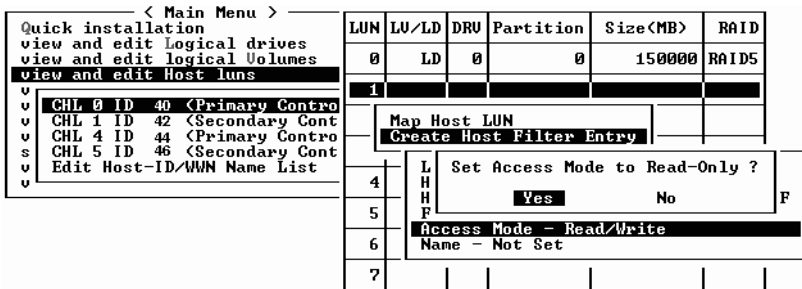 < Main Menu >
Quick installation
view and edit Logical drives
view and edit logical Volumes
view and edit Host luns
v
v CHL 0 ID 40 (Primary Contro
v CHL 1 ID 42 (Secondary Cont
v CHL 4 ID 44 (Primary Contro
s CHL 5 ID 46 (Secondary Cont
v Edit Host-ID/WWN Name List
v
LUN LV/LD DRV Partition Size(MB) RAID
0 LD 0 0 150000 RAID5
1
Map Host LUN
Create Host Filter Entry
L Set Access Mode to Read-Only ?
4 H
H Yes No F
5 F
Access Mode - Read/Write
6 Name - Not Set
7